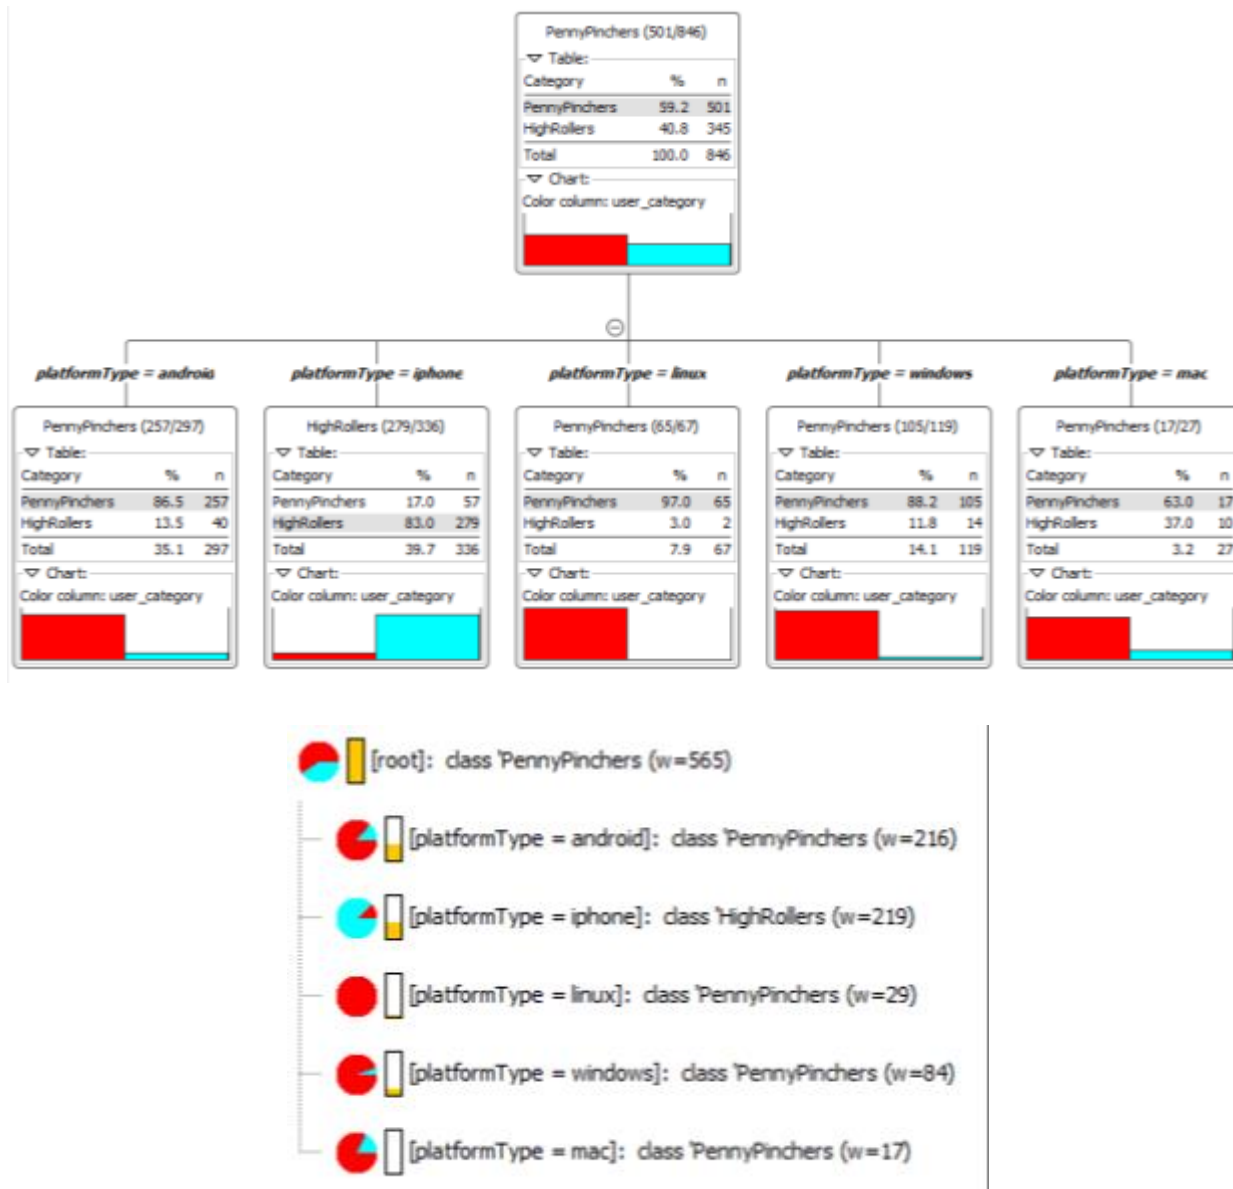 PennyPinchers (501/846)
Table:
Category % n
PennyPinchers 59.2 501
HighRollers 40.8 345
Total 100.0 846
Chart:
Color column: user_category
platformType = android
platformType = iphone
platformType = linux
platformType = windows
platformType = mac
PennyPinchers (257/297)
Table:
Category % n
PennyPinchers 86.5 257
HighRollers 13.5 40
Total 35.1 297
Chart:
Color column: user_category
HighRollers (279/336)
Table:
Category % n
PennyPinchers 17.0 57
HighRollers 83.0 279
Total 39.7 336
Chart:
Color column: user_category
PennyPinchers (65/67)
Table:
Category % n
PennyPinchers 97.0 65
HighRollers 3.0 2
Total 7.9 67
Chart:
Color column: user_category
PennyPinchers (105/119)
Table:
Category % n
PennyPinchers 88.2 105
HighRollers 11.8 14
Total 14.1 119
Chart:
Color column: user_category
PennyPinchers (17/27)
Table:
Category % n
PennyPinchers 63.0 17
HighRollers 37.0 10
Total 3.2 27
Chart:
Color column: user_category
[root]: class 'PennyPinchers (w=565)
[platformType = android]: class 'PennyPinchers (w=216)
[platformType = iphone]: class 'HighRollers (w=219)
[platformType = linux]: class 'PennyPinchers (w=29)
[platformType = windows]: class 'PennyPinchers (w=84)
[platformType = mac]: class 'PennyPinchers (w=17)